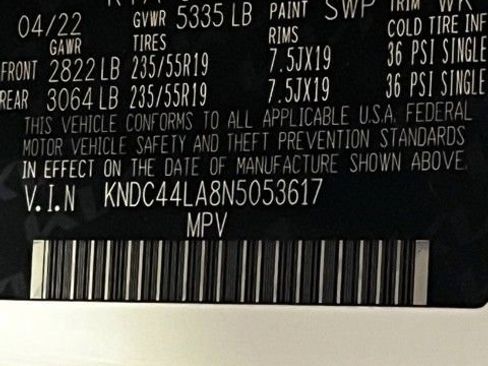 04/22 GVWR 5335 LB PAINT SWP TRIM WK
GAWR TIRES RIMS COLD TIRE INF
FRONT 2822 LB 235/55R19 7.5JX19 36 PSI SINGLE
REAR 3064 LB 235/55R19 7.5JX19 36 PSI SINGLE
THIS VEHICLE CONFORMS TO ALL APPLICABLE U.S.A. FEDERAL
MOTOR VEHICLE SAFETY AND THEFT PREVENTION STANDARDS
IN EFFECT ON THE DATE OF MANUFACTURE SHOWN ABOVE.
V.I.N KNDC44LA8N5053617
MPV